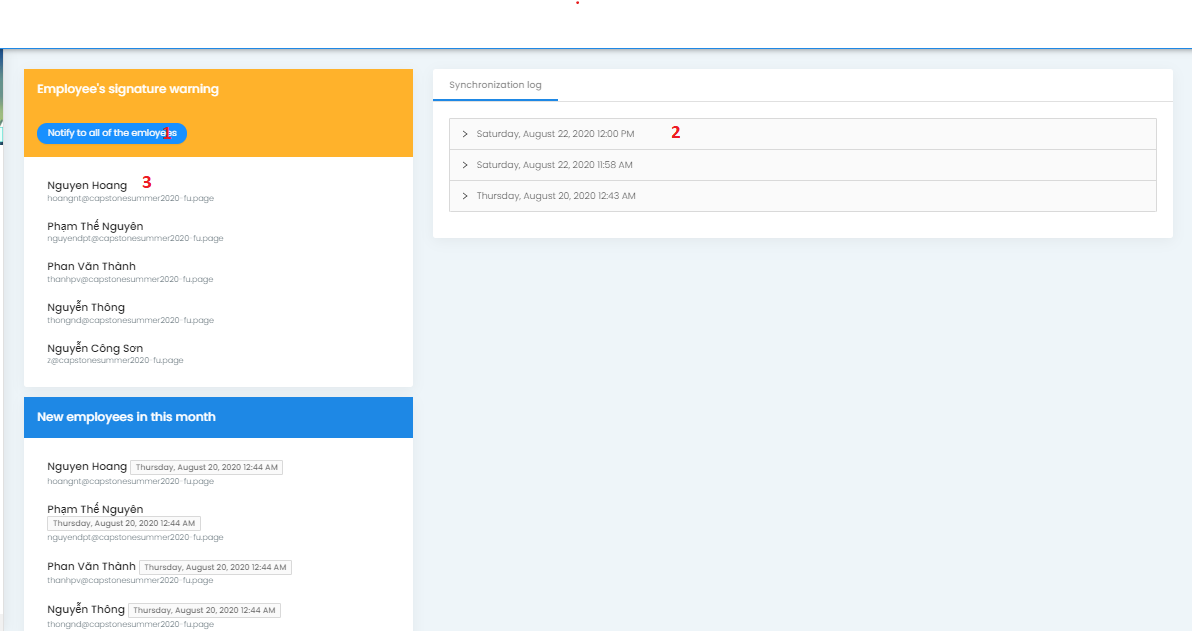 Employee's signature warning
Notify to all of the emloyees
1
Nguyen Hoang 3
hoangnt@capstonesummer2020-fu.page
Phạm Thế Nguyên
nguyendpt@capstonesummer2020-fu.page
Phan Văn Thành
thanhpv@capstonesummer2020-fu.page
Nguyễn Thông
thongnd@capstonesummer2020-fu.page
Nguyễn Công Sơn
z@capstonesummer2020-fu.page
New employees in this month
Nguyen Hoang Thursday, August 20, 2020 12:44 AM
hoangnt@capstonesummer2020-fu.page
Phạm Thế Nguyên
Thursday, August 20, 2020 12:44 AM
nguyendpt@capstonesummer2020-fu.page
Phan Văn Thành Thursday, August 20, 2020 12:44 AM
thanhpv@capstonesummer2020-fu.page
Nguyễn Thông Thursday, August 20, 2020 12:44 AM
thongnd@capstonesummer2020-fu.page
Synchronization log
> Saturday, August 22, 2020 12:00 PM 2
> Saturday, August 22, 2020 11:58 AM
> Thursday, August 20, 2020 12:43 AM